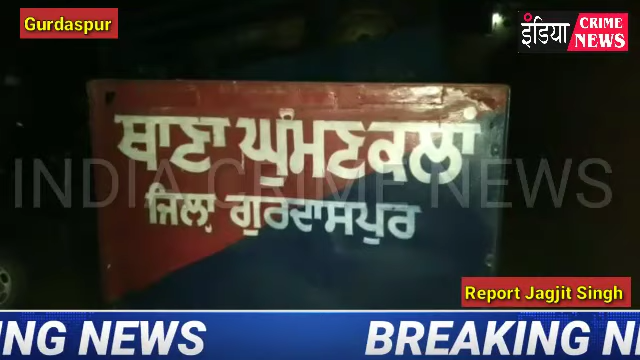 Gurdaspur
इंडिया CRIME NEWS
ਥਾਣਾ ਘੁੰਮਣਕਲਾਂ
INDIA CRIME NEWS
ਜਿਲਾ ਗੁਰਦਾਸਪੁਰ
Report Jagjit Singh
NG NEWS BREAKING N